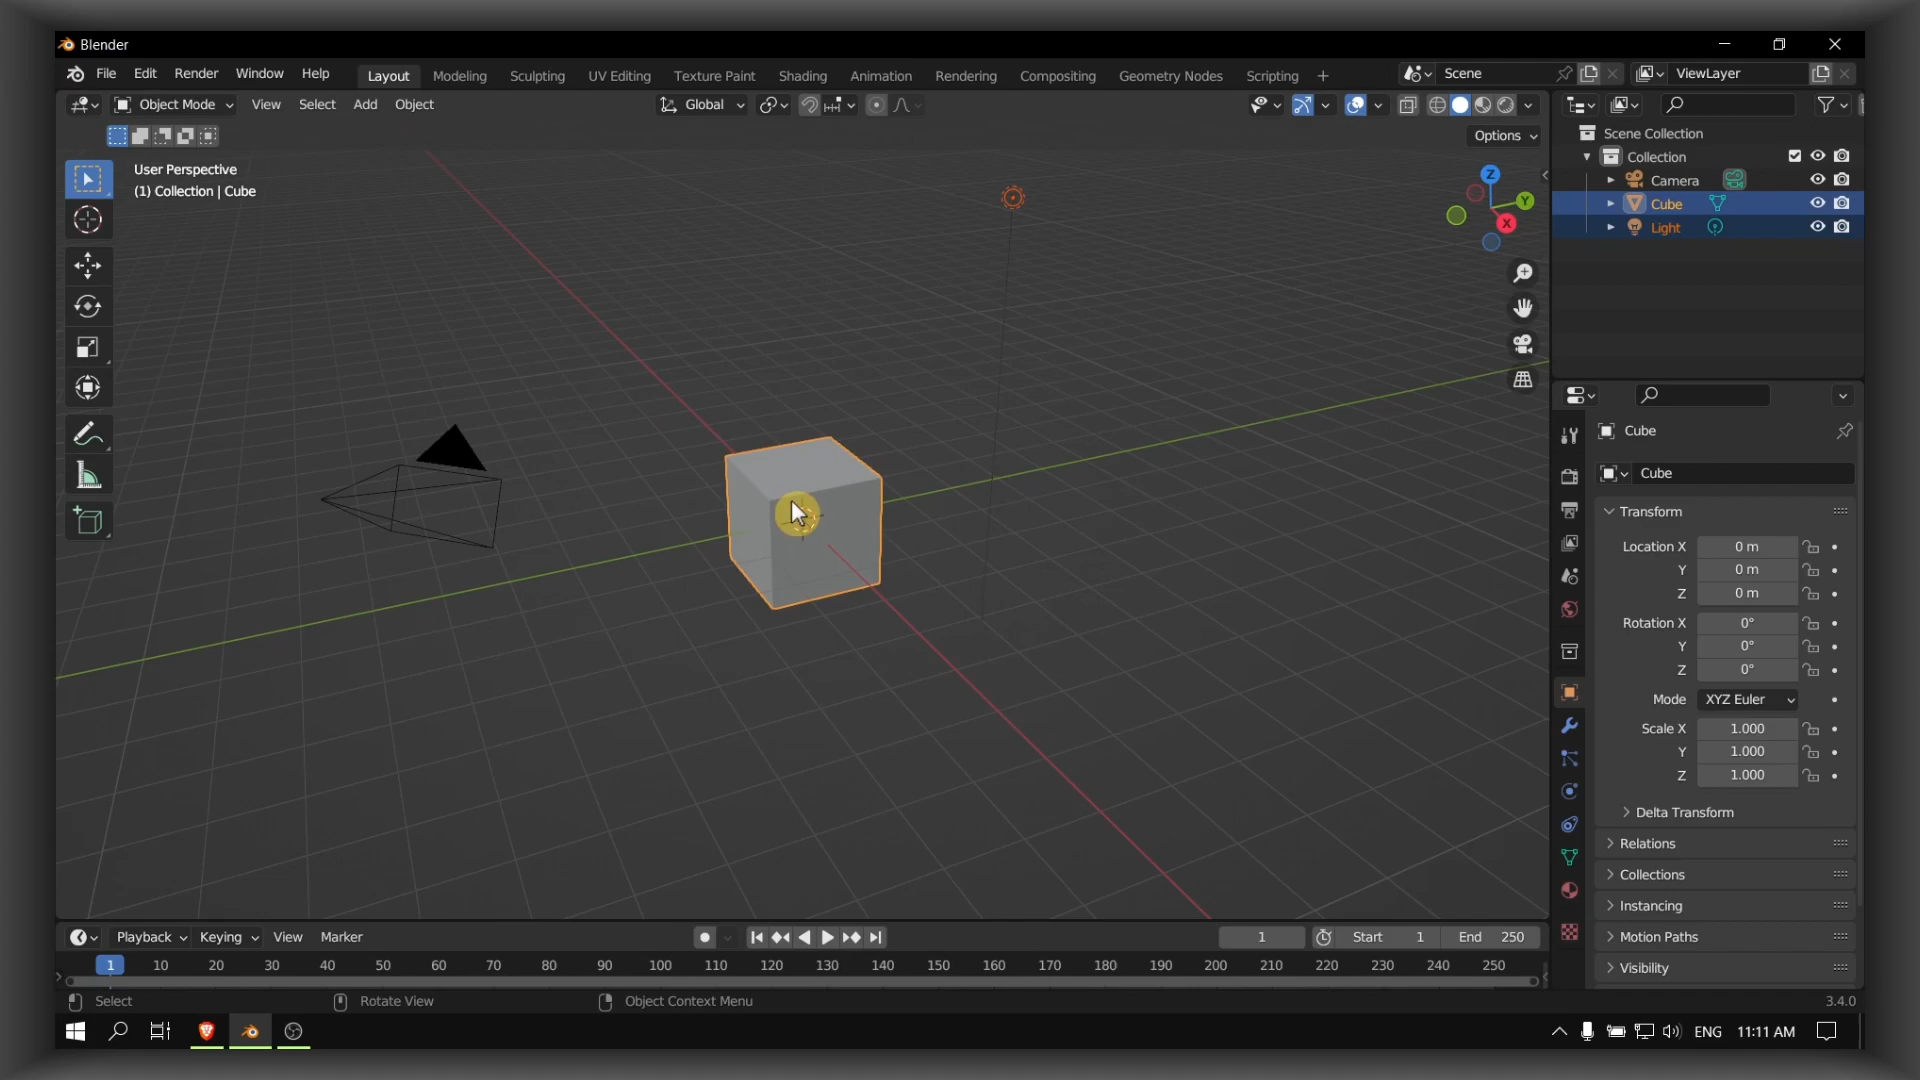 Blender
File Edit Render Window Help Layout Modeling Sculpting UV Editing Texture Paint Shading Animation Rendering Compositing Geometry Nodes Scripting + Scene ViewLayer
Object Mode View Select Add Object Global
Options
User Perspective
(1) Collection | Cube
Z
Y
X
Scene Collection
Collection
Camera
Cube
Light
Cube
Cube
Transform
Location X 0 m
Y 0 m
Z 0 m
Rotation X 0°
Y 0°
Z 0°
Mode XYZ Euler
Scale X 1.000
Y 1.000
Z 1.000
Delta Transform
Relations
Collections
Instancing
Motion Paths
Visibility
Playback Keying View Marker 1 Start 1 End 250
1 10 20 30 40 50 60 70 80 90 100 110 120 130 140 150 160 170 180 190 200 210 220 230 240 250
Select Rotate View Object Context Menu 3.4.0
ENG 11:11 AM